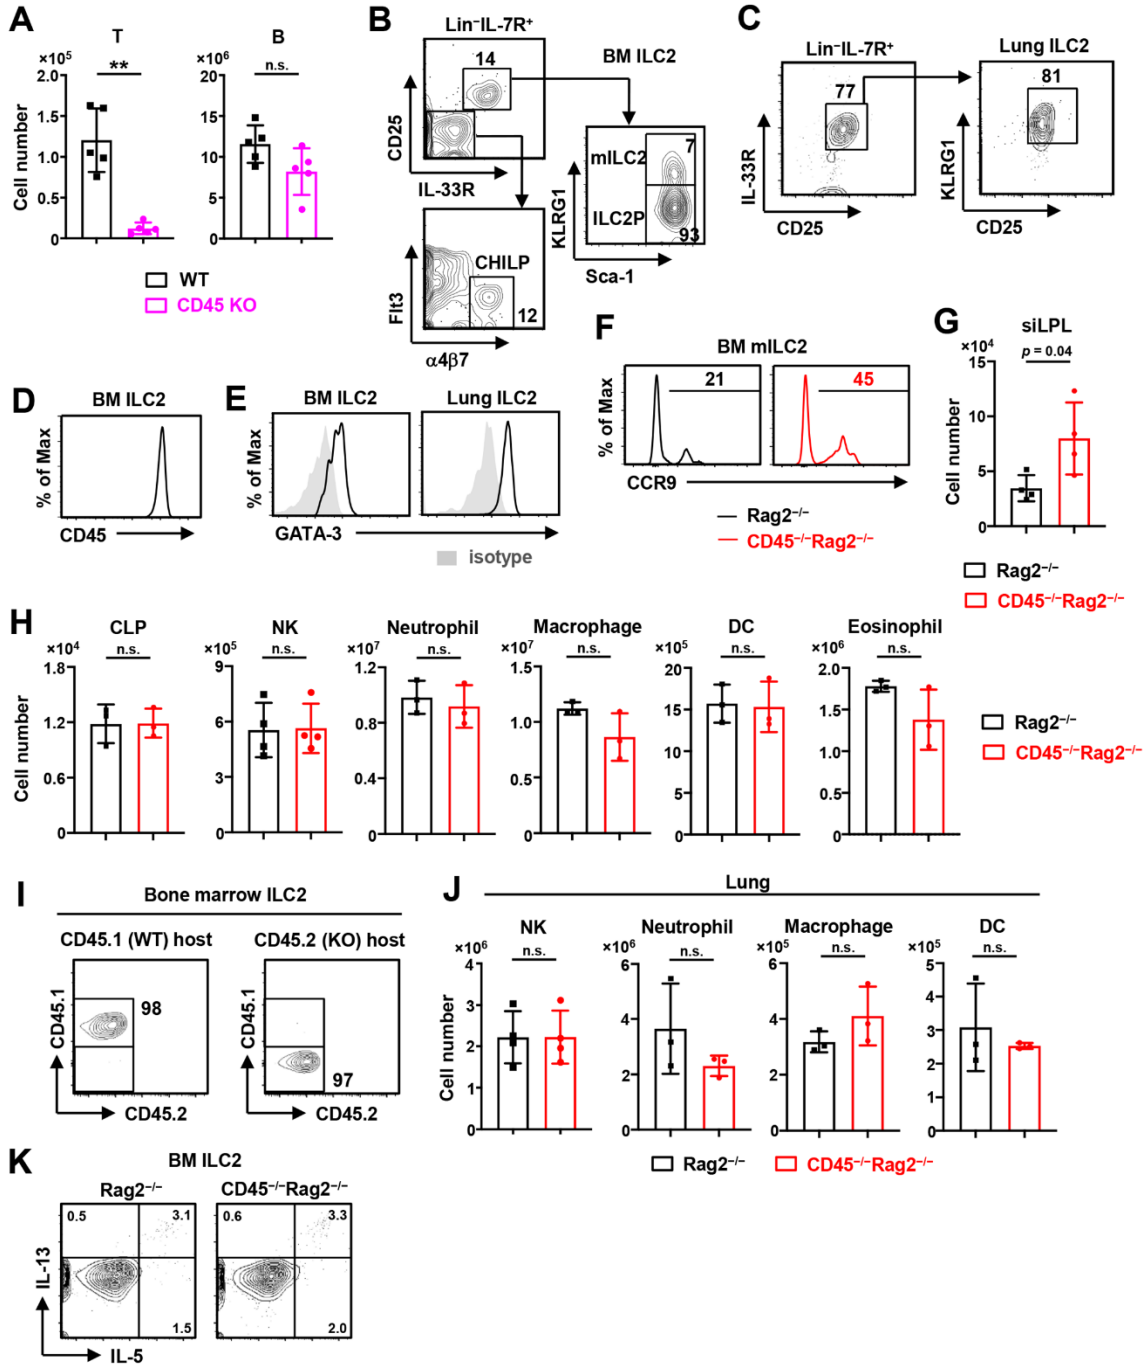 A
T
B
×10⁵
×10⁶
**
n.s.
2.0
1.5
1.0
0.5
0
20
15
10
5
0
Cell number
WT
CD45 KO
B
Lin⁻IL-7R⁺
14
CD25
IL-33R
BM ILC2
mILC2
7
ILC2P
93
KLRG1
Sca-1
CHILP
12
Flt3
α4β7
C
Lin⁻IL-7R⁺
77
IL-33R
CD25
Lung ILC2
81
KLRG1
CD25
D
BM ILC2
% of Max
CD45
E
BM ILC2
Lung ILC2
% of Max
GATA-3
isotype
F
BM mILC2
21
45
% of Max
CCR9
Rag2⁻/⁻
CD45⁻/⁻Rag2⁻/⁻
G
siLPL
×10⁴
p = 0.04
15
10
5
0
Cell number
Rag2⁻/⁻
CD45⁻/⁻Rag2⁻/⁻
H
CLP
NK
Neutrophil
Macrophage
DC
Eosinophil
×10⁴
n.s.
×10⁵
n.s.
×10⁷
n.s.
×10⁷
n.s.
×10⁵
n.s.
×10⁶
n.s.
Cell number
1.8
1.2
0.6
0
9
6
3
0
1.2
0.8
0.4
0
1.5
1.0
0.5
0
20
15
10
5
0
2.0
1.5
1.0
0.5
0
Rag2⁻/⁻
CD45⁻/⁻Rag2⁻/⁻
I
Bone marrow ILC2
CD45.1 (WT) host
CD45.2 (KO) host
98
97
CD45.1
CD45.2
CD45.1
CD45.2
J
Lung
NK
Neutrophil
Macrophage
DC
×10⁶
n.s.
×10⁶
n.s.
×10⁵
n.s.
×10⁵
n.s.
Cell number
4
3
2
1
0
6
4
2
0
6
4
2
0
5
4
3
2
1
0
Rag2⁻/⁻
CD45⁻/⁻Rag2⁻/⁻
K
BM ILC2
Rag2⁻/⁻
CD45⁻/⁻Rag2⁻/⁻
0.5
3.1
1.5
0.6
3.3
2.0
IL-13
IL-5